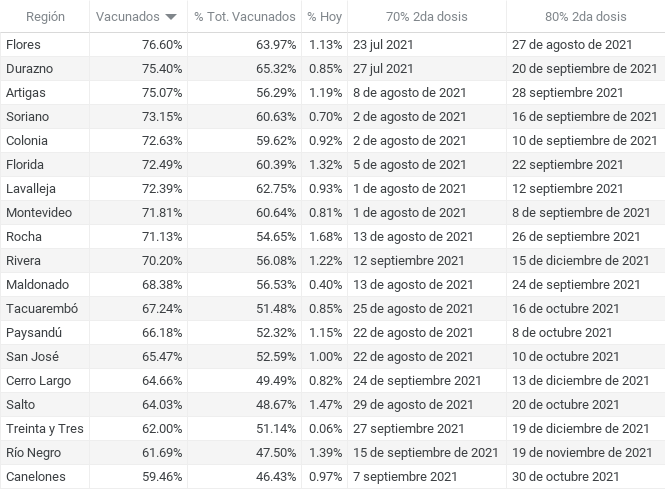 Región Vacunados % Tot. Vacunados % Hoy 70% 2da dosis 80% 2da dosis
Flores 76.60% 63.97% 1.13% 23 jul 2021 27 de agosto de 2021
Durazno 75.40% 65.32% 0.85% 27 jul 2021 20 de septiembre de 2021
Artigas 75.07% 56.29% 1.19% 8 de agosto de 2021 28 septiembre 2021
Soriano 73.15% 60.63% 0.70% 2 de agosto de 2021 16 de septiembre de 2021
Colonia 72.63% 59.62% 0.92% 2 de agosto de 2021 10 de septiembre de 2021
Florida 72.49% 60.39% 1.32% 5 de agosto de 2021 22 septiembre 2021
Lavalleja 72.39% 62.75% 0.93% 1 de agosto de 2021 12 septiembre 2021
Montevideo 71.81% 60.64% 0.81% 1 de agosto de 2021 8 de septiembre de 2021
Rocha 71.13% 54.65% 1.68% 13 de agosto de 2021 26 de septiembre 2021
Rivera 70.20% 56.08% 1.22% 12 septiembre 2021 15 de diciembre de 2021
Maldonado 68.38% 56.53% 0.40% 13 de agosto de 2021 24 de septiembre 2021
Tacuarembó 67.24% 51.48% 0.85% 25 de agosto de 2021 16 de octubre 2021
Paysandú 66.18% 52.32% 1.15% 22 de agosto de 2021 8 de octubre 2021
San José 65.47% 52.59% 1.00% 22 de agosto de 2021 10 de octubre 2021
Cerro Largo 64.66% 49.49% 0.82% 24 de septiembre 2021 13 de diciembre de 2021
Salto 64.03% 48.67% 1.47% 29 de agosto de 2021 20 de octubre 2021
Treinta y Tres 62.00% 51.14% 0.06% 27 septiembre 2021 19 de diciembre de 2021
Río Negro 61.69% 47.50% 1.39% 15 de septiembre de 2021 19 de noviembre de 2021
Canelones 59.46% 46.43% 0.97% 7 septiembre 2021 30 de octubre 2021